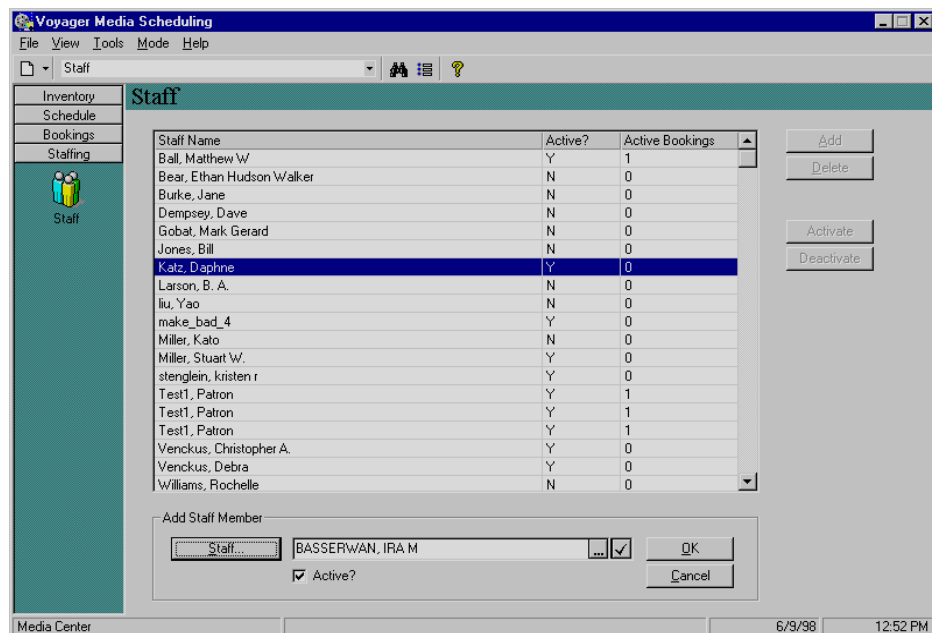 Voyager Media Scheduling
File View Tools Mode Help
Staff
Inventory
Schedule
Bookings
Staffing
Staff
Staff
Staff Name Active? Active Bookings
Ball, Matthew W Y 1
Bear, Ethan Hudson Walker N 0
Burke, Jane N 0
Dempsey, Dave N 0
Gobat, Mark Gerard N 0
Jones, Bill N 0
Katz, Daphne Y 0
Larson, B. A. N 0
liu, Yao N 0
make_bad_4 Y 0
Miller, Kato N 0
Miller, Stuart W. Y 0
stenglein, kristen r Y 0
Test1, Patron Y 1
Test1, Patron Y 1
Test1, Patron Y 1
Venckus, Christopher A. Y 0
Venckus, Debra Y 0
Williams, Rochelle N 0
Add
Delete
Activate
Deactivate
Add Staff Member
Staff... BASSERWAN, IRA M ... OK
Active? Cancel
Media Center 6/9/98 12:52 PM